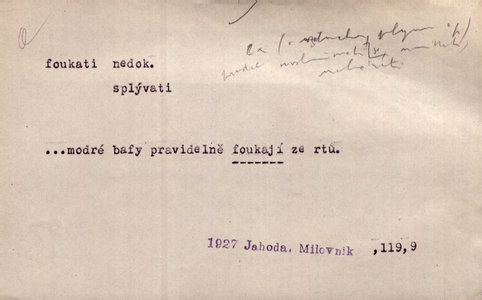 foukati nedok.
splývati
...modré bafy pravidelně foukají ze rtů.
1927 Jahoda, Milovník ,119,9